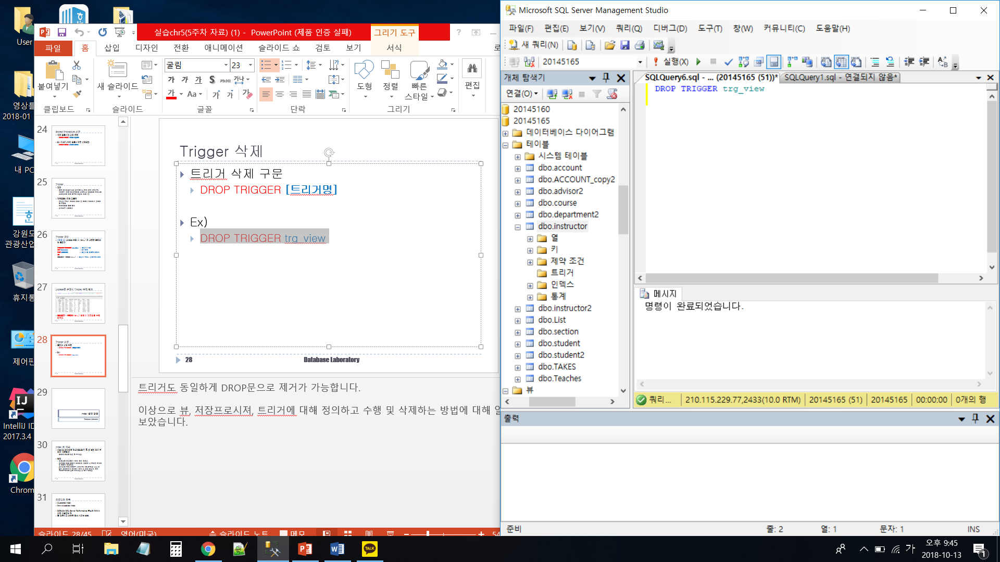 User
영상틀
2018-01
내 PC
강원도
관광산업
휴지통
제어판
IntelliJ ID
2017.3.4
Chrom
실습chr5(5주차 자료) (1) - PowerPoint (제품 인증 실패)
그리기 도구
?
파일
홈
삽입
디자인
전환
애니메이션
슬라이드 쇼
검토
보기
서식
로
붙여넣기
클립보드
새 슬라이드
슬라이드
굴림
23
가 가 가 S 가나다 간나
가 Aa 가 가
글꼴
단락
도형
정렬
빠른
스타일
그리기
편집
24
25
26
27
28
29
30
31
Trigger 삭제
트리거 삭제 구문
DROP TRIGGER [트리거명]
Ex)
DROP TRIGGER trg_view
28
Database Laboratory
트리거도 동일하게 DROP문으로 제거가 가능합니다.
이상으로 뷰, 저장프로시져, 트리거에 대해 정의하고 수행 및 삭제하는 방법에 대해 알
보았습니다.
슬라이드 28/45
영어(미국)
슬라이드 노트
메모
54
Microsoft SQL Server Management Studio
파일(F)
편집(E)
보기(V)
쿼리(Q)
디버그(D)
도구(T)
창(W)
커뮤니티(C)
도움말(H)
새 쿼리(N)
20145165
실행(X)
개체 탐색기
연결(O)
20145160
20145165
데이터베이스 다이어그램
테이블
시스템 테이블
dbo.account
dbo.ACCOUNT_copy2
dbo.advisor2
dbo.course
dbo.department2
dbo.instructor
열
키
제약 조건
트리거
인덱스
통계
dbo.instructor2
dbo.List
dbo.section
dbo.student
dbo.student2
dbo.TAKES
dbo.Teaches
뷰
SQLQuery6.sql - ... (20145165 (51))*
SQLQuery1.sql - 연결되지 않음*
DROP TRIGGER trg_view
메시지
명령이 완료되었습니다.
쿼리...
210.115.229.77,2433(10.0 RTM)
20145165 (51)
20145165
00:00:00
0개의 행
출력
준비
줄: 2
열: 1
문자: 1
INS
TALK
가
오후 9:45
2018-10-13
1